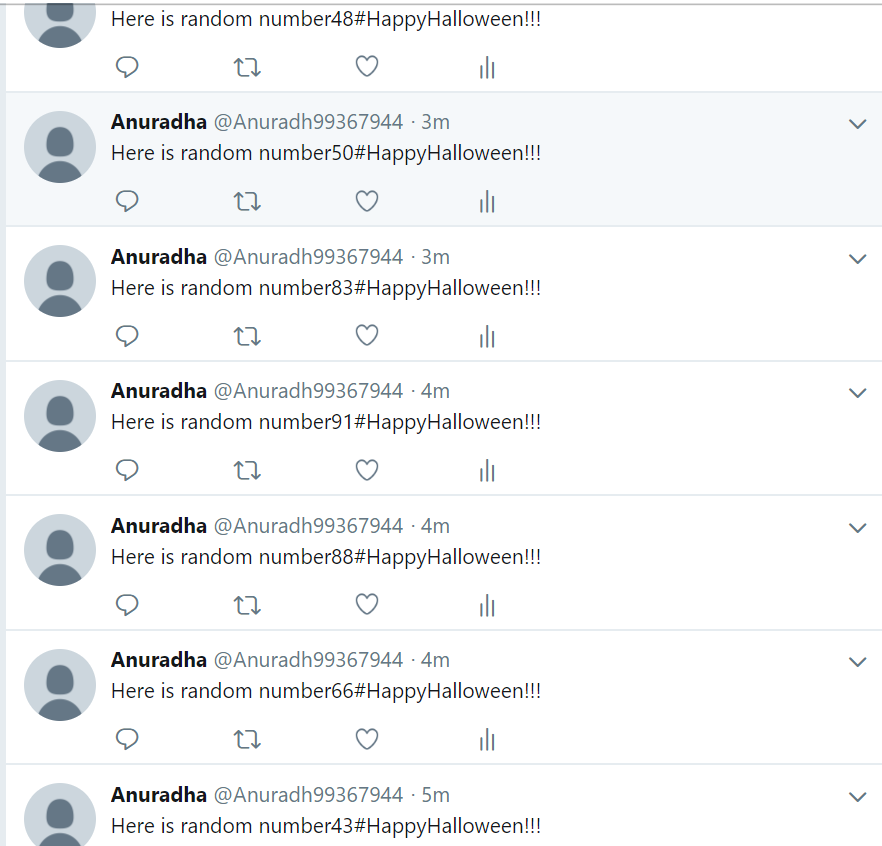 Here is random number48#HappyHalloween!!!
Anuradha @Anuradh99367944 · 3m
Here is random number50#HappyHalloween!!!
Anuradha @Anuradh99367944 · 3m
Here is random number83#HappyHalloween!!!
Anuradha @Anuradh99367944 · 4m
Here is random number91#HappyHalloween!!!
Anuradha @Anuradh99367944 · 4m
Here is random number88#HappyHalloween!!!
Anuradha @Anuradh99367944 · 4m
Here is random number66#HappyHalloween!!!
Anuradha @Anuradh99367944 · 5m
Here is random number43#HappyHalloween!!!